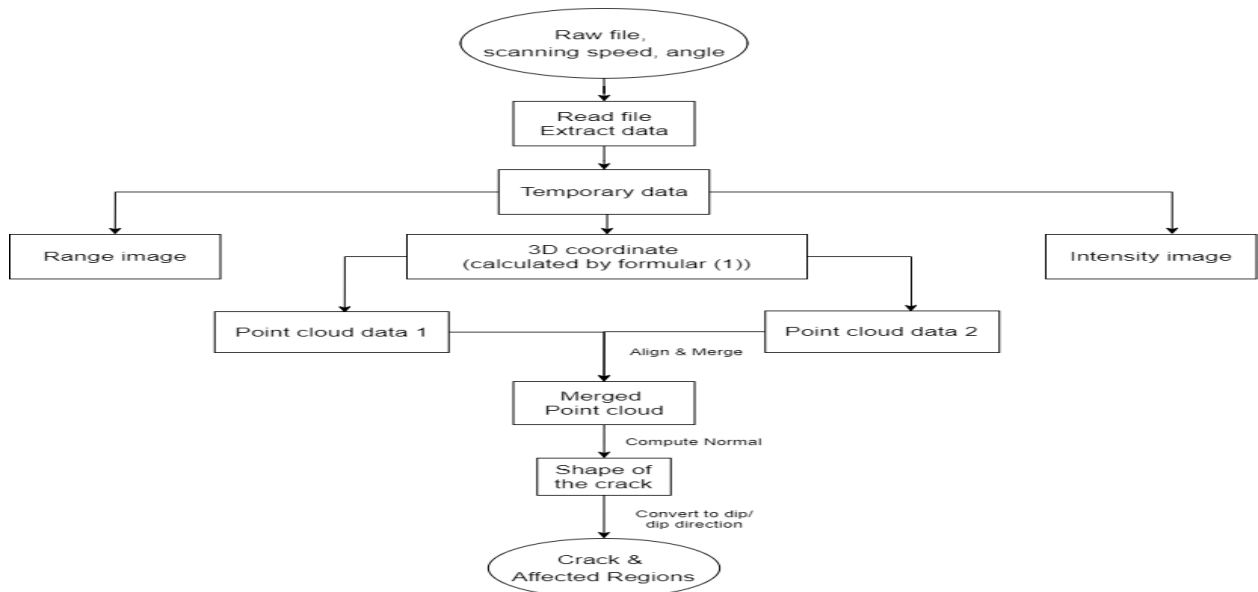 Raw file,
scanning speed, angle
Read file
Extract data
Temporary data
Range image
3D coordinate
(calculated by formular (1))
Intensity image
Point cloud data 1
Point cloud data 2
Align & Merge
Merged
Point cloud
Compute Normal
Shape of
the crack
Convert to dip/
dip direction
Crack &
Affected Regions